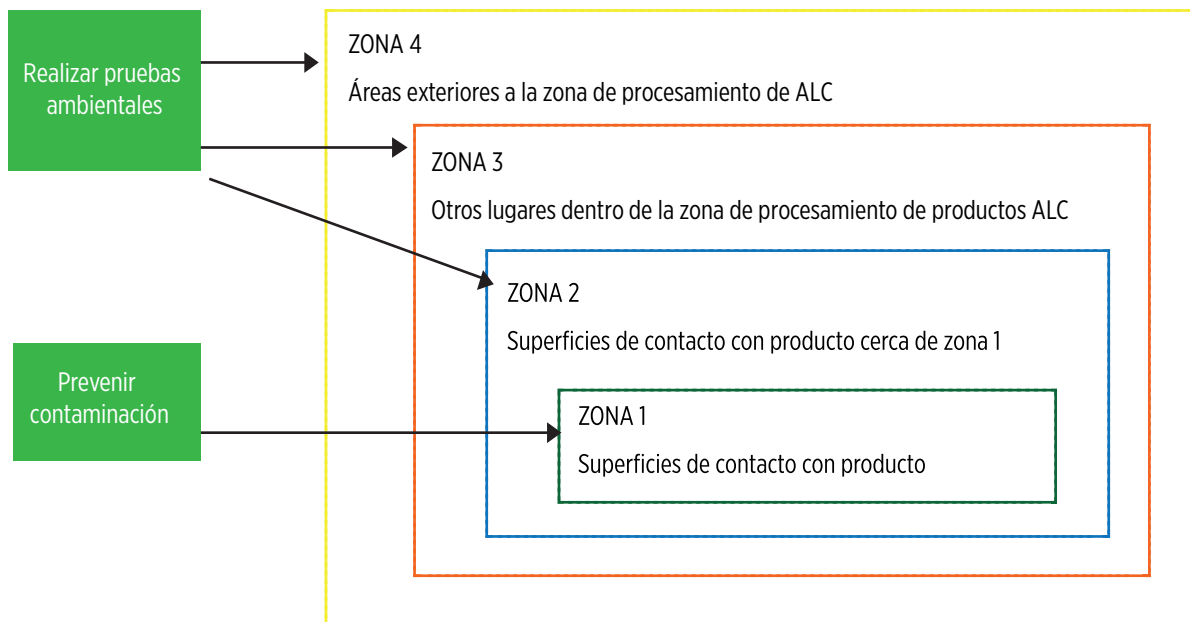 Realizar pruebas
ambientales
ZONA 4
Áreas exteriores a la zona de procesamiento de ALC
ZONA 3
Otros lugares dentro de la zona de procesamiento de productos ALC
ZONA 2
Superficies de contacto con producto cerca de zona 1
Prevenir
contaminación
ZONA 1
Superficies de contacto con producto